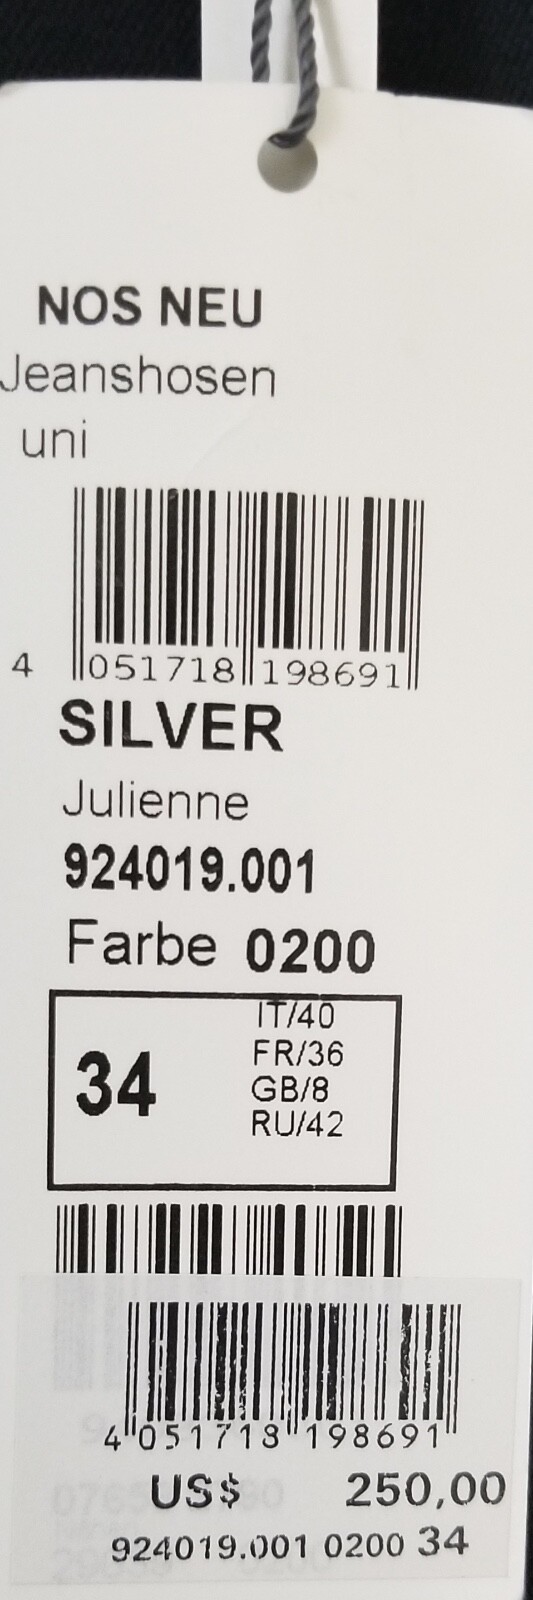 NOS NEU
Jeanshosen
uni
4 051718 198691
SILVER
Julienne
924019.001
Farbe 0200
34
IT/40
FR/36
GB/8
RU/42
4 051718 198691
US$ 250,00
924019.001 0200 34